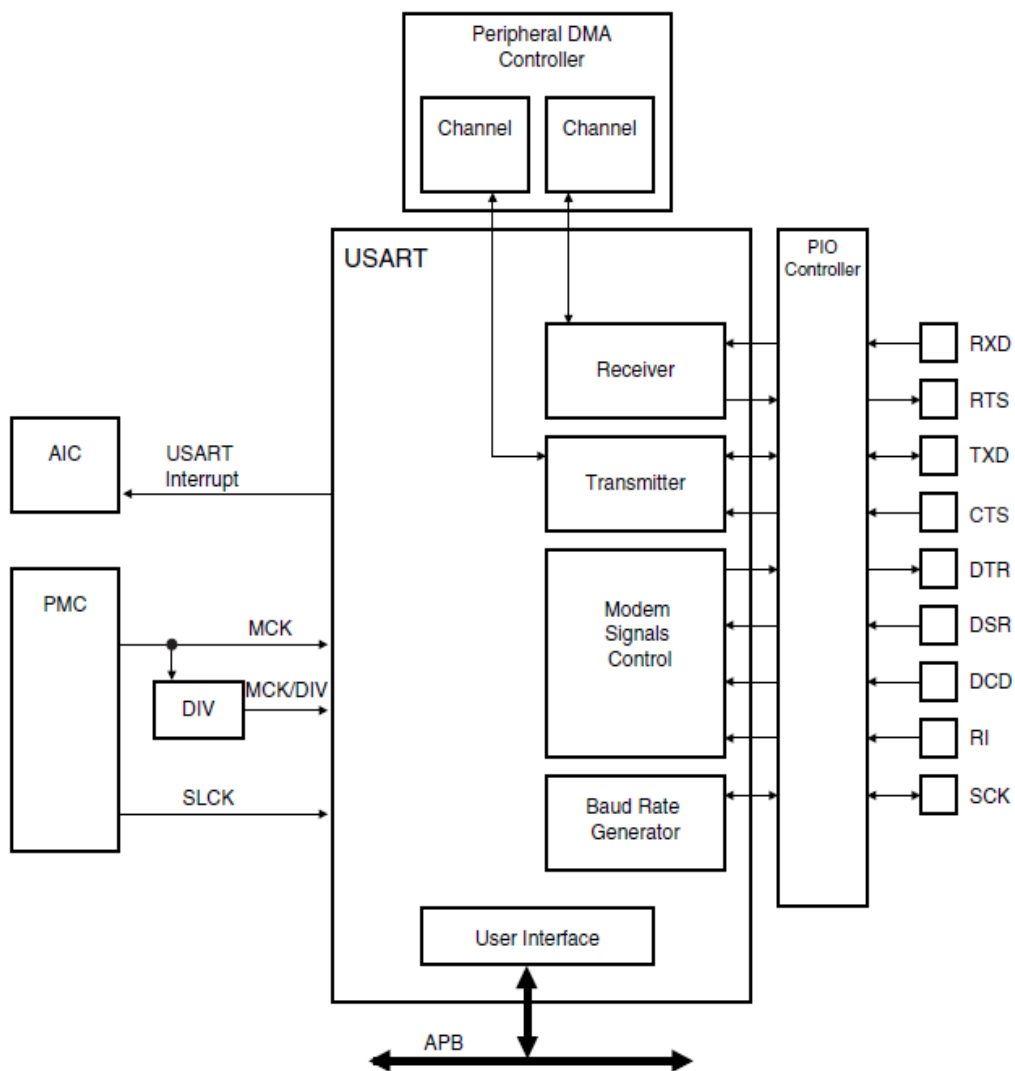 Peripheral DMA
Controller
Channel
Channel
USART
PIO
Controller
Receiver
RXD
RTS
AIC
USART
Interrupt
Transmitter
TXD
CTS
PMC
MCK
DIV
MCK/DIV
SLCK
Modem
Signals
Control
DTR
DSR
DCD
RI
Baud Rate
Generator
SCK
User Interface
APB